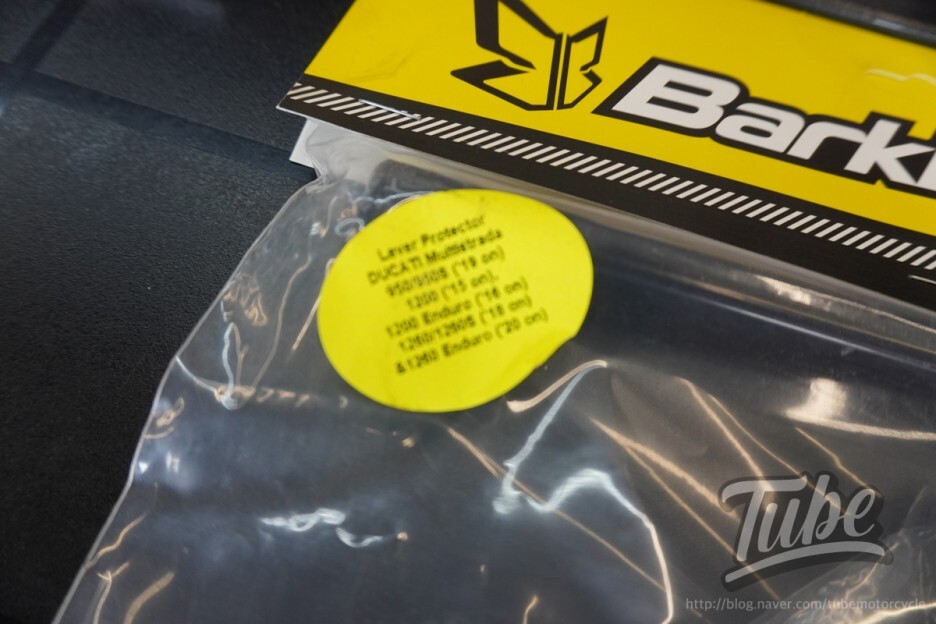 Bark
Lever Protector
DUCATI Multistrada
950/950S ('19 on)
1200 ('15 on),
1200 Enduro ('16 on)
1260/1260S ('18 on)
&1260 Enduro ('20 on)
Tube
http://blog.naver.com/tubemotorcycle